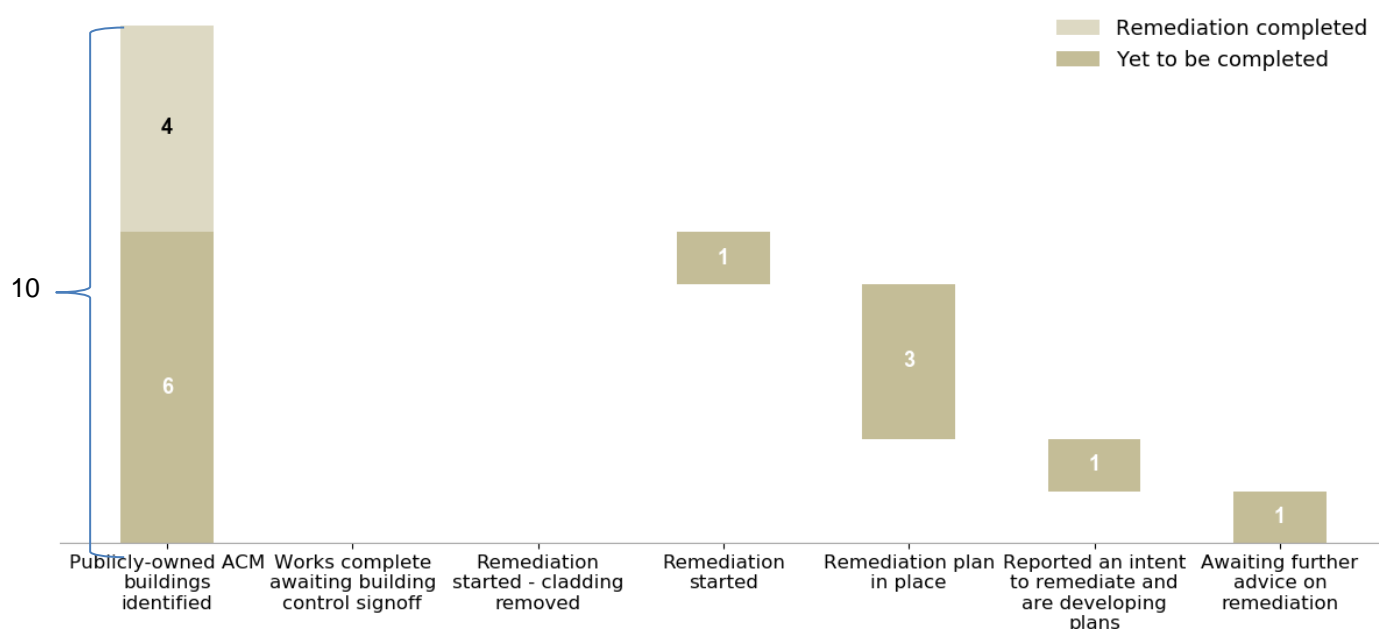 Remediation completed
Yet to be completed
4
10
6
1
3
1
1
Publicly-owned ACM
buildings
identified
Works complete
awaiting building
control signoff
Remediation
started - cladding
removed
Remediation
started
Remediation plan
in place
Reported an intent
to remediate and
are developing
plans
Awaiting further
advice on
remediation